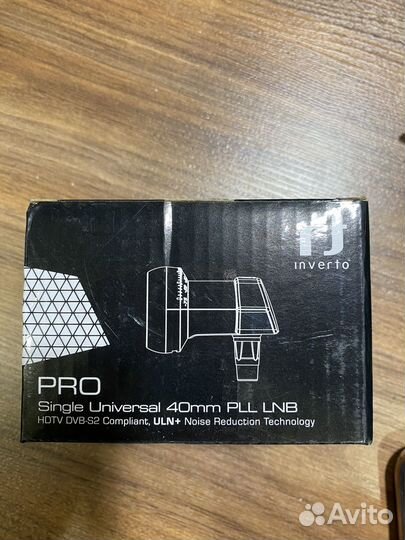 inverto
PRO
Single Universal 40mm PLL LNB
HDTV DVB-S2 Compliant, ULN+ Noise Reduction Technology
Avito